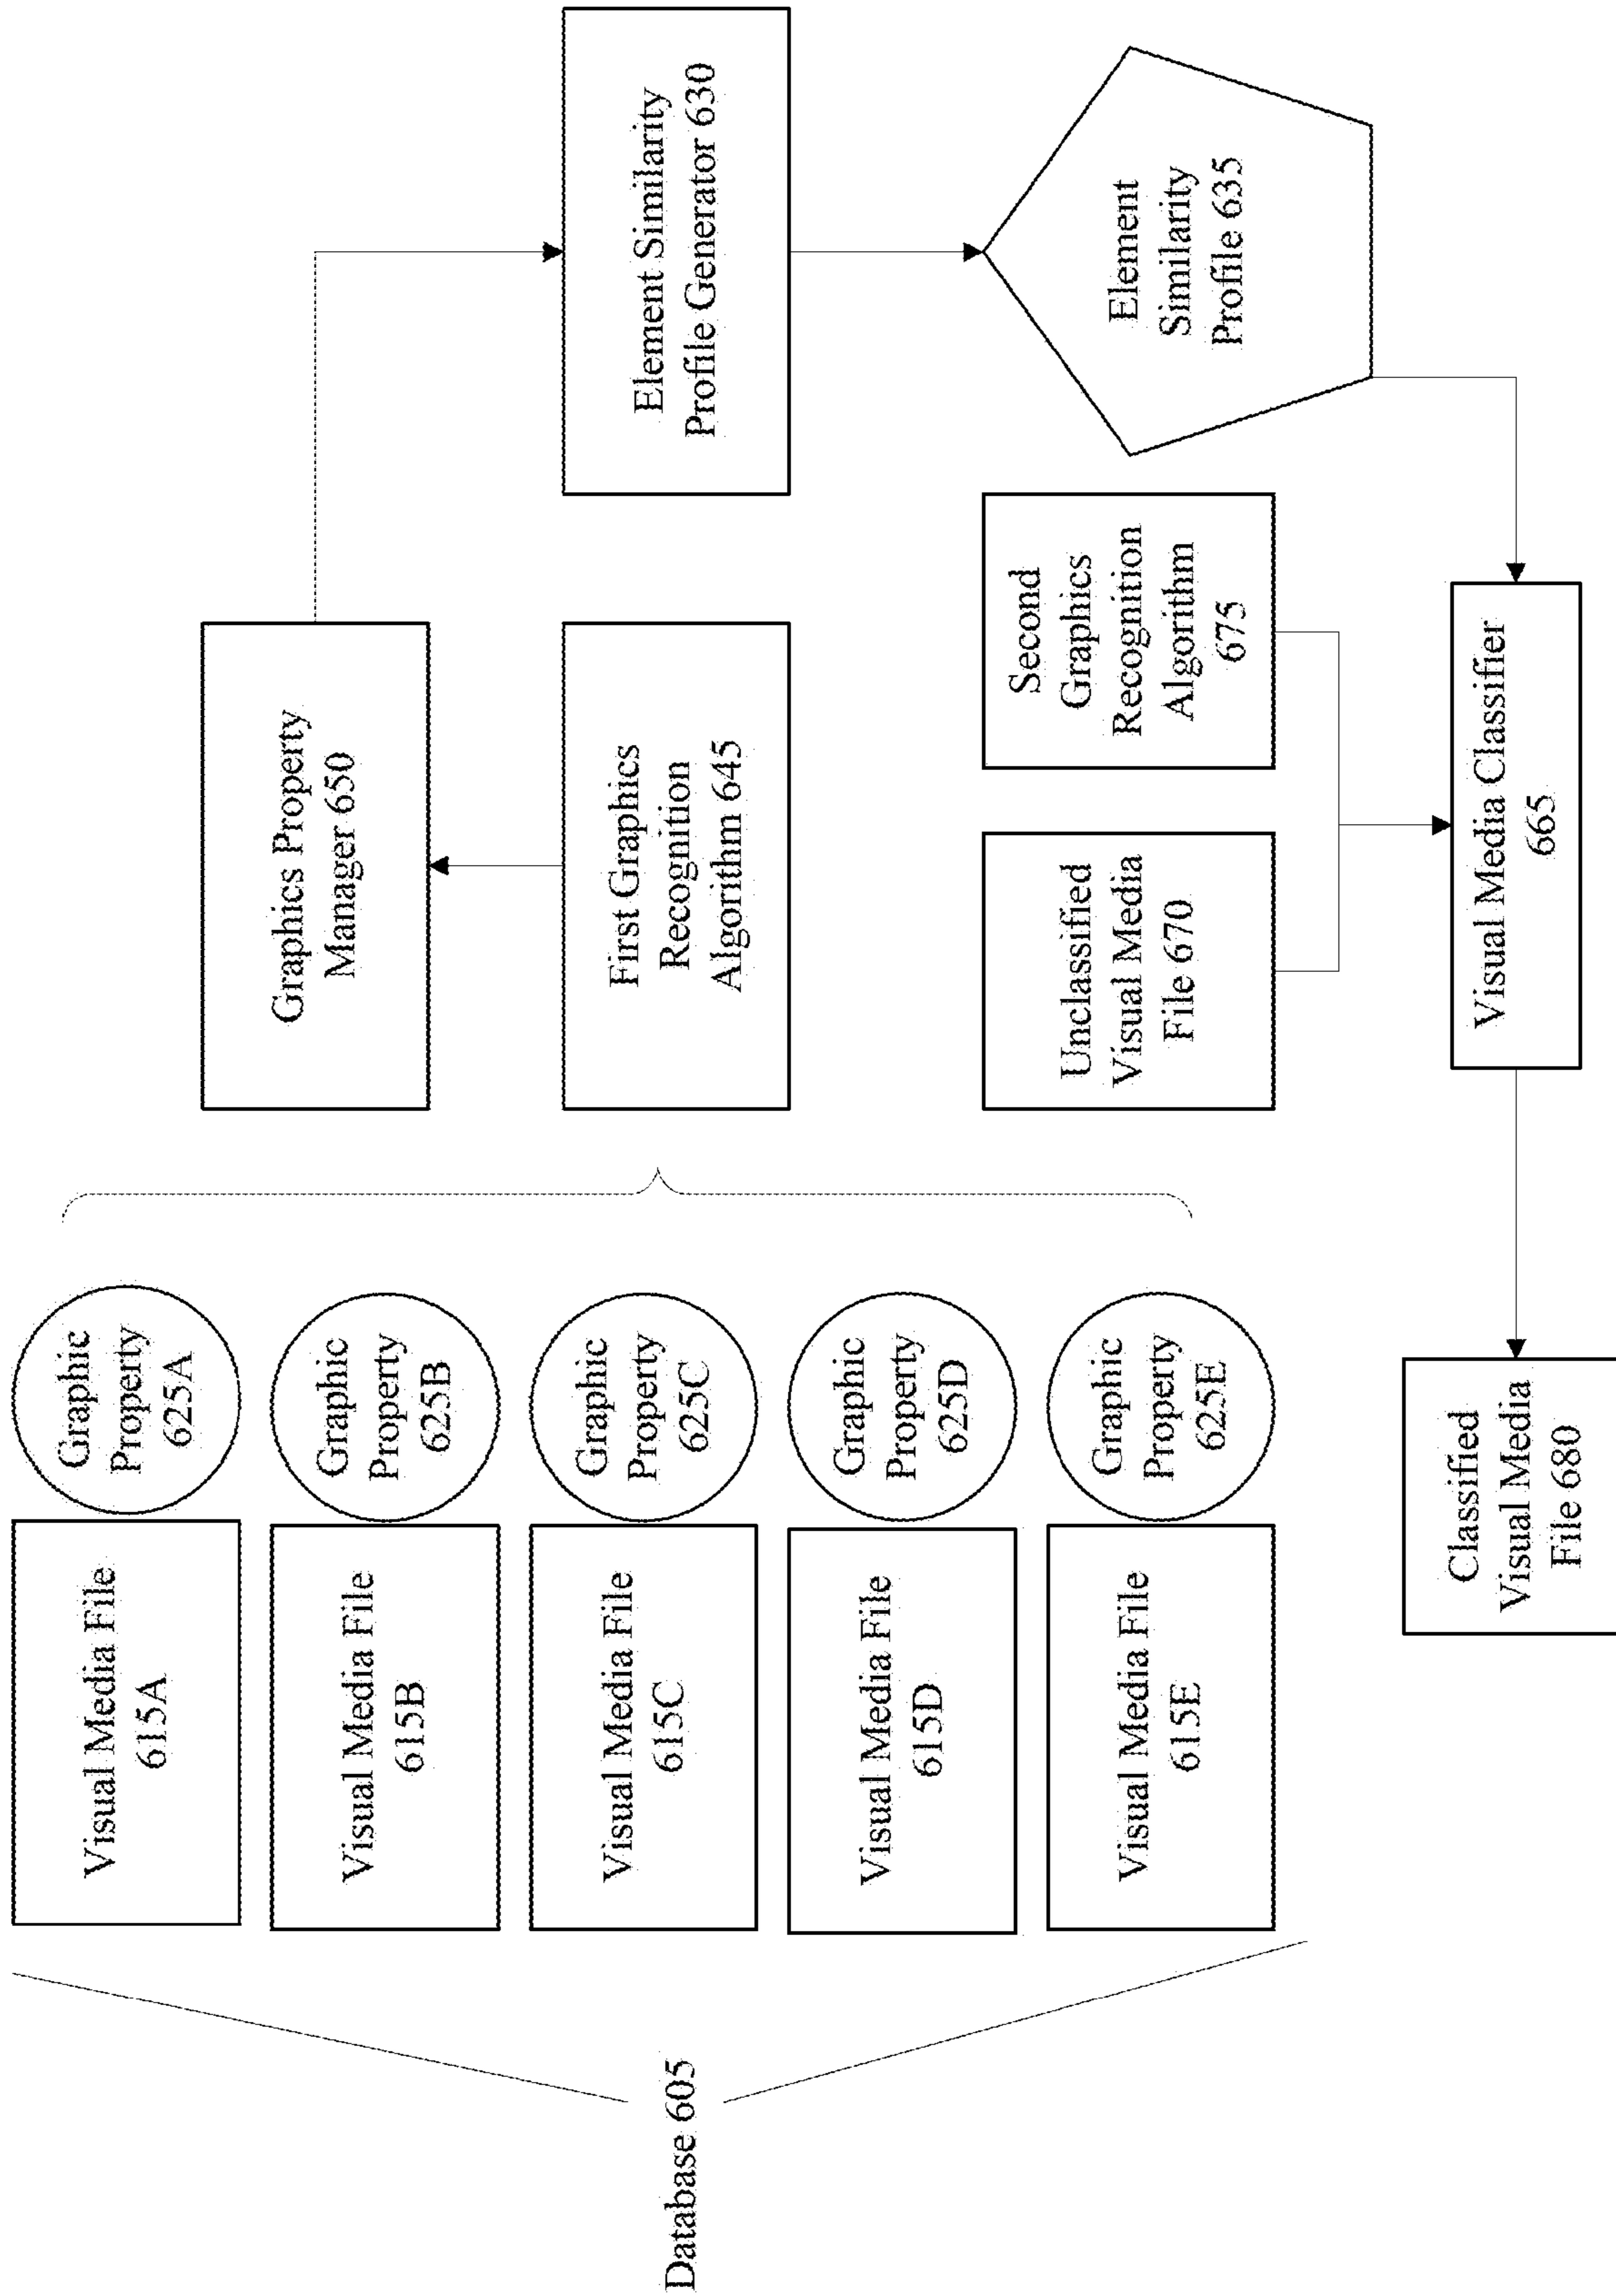 Database 605
Visual Media File
615A
Graphic
Property
625A
Visual Media File
615B
Graphic
Property
625B
Visual Media File
615C
Graphic
Property
625C
Visual Media File
615D
Graphic
Property
625D
Visual Media File
615E
Graphic
Property
625E
Graphics Property
Manager 650
First Graphics
Recognition
Algorithm 645
Element Similarity
Profile Generator 630
Element
Similarity
Profile 635
Unclassified
Visual Media
File 670
Second
Graphics
Recognition
Algorithm
675
Visual Media Classifier
665
Classified
Visual Media
File 680